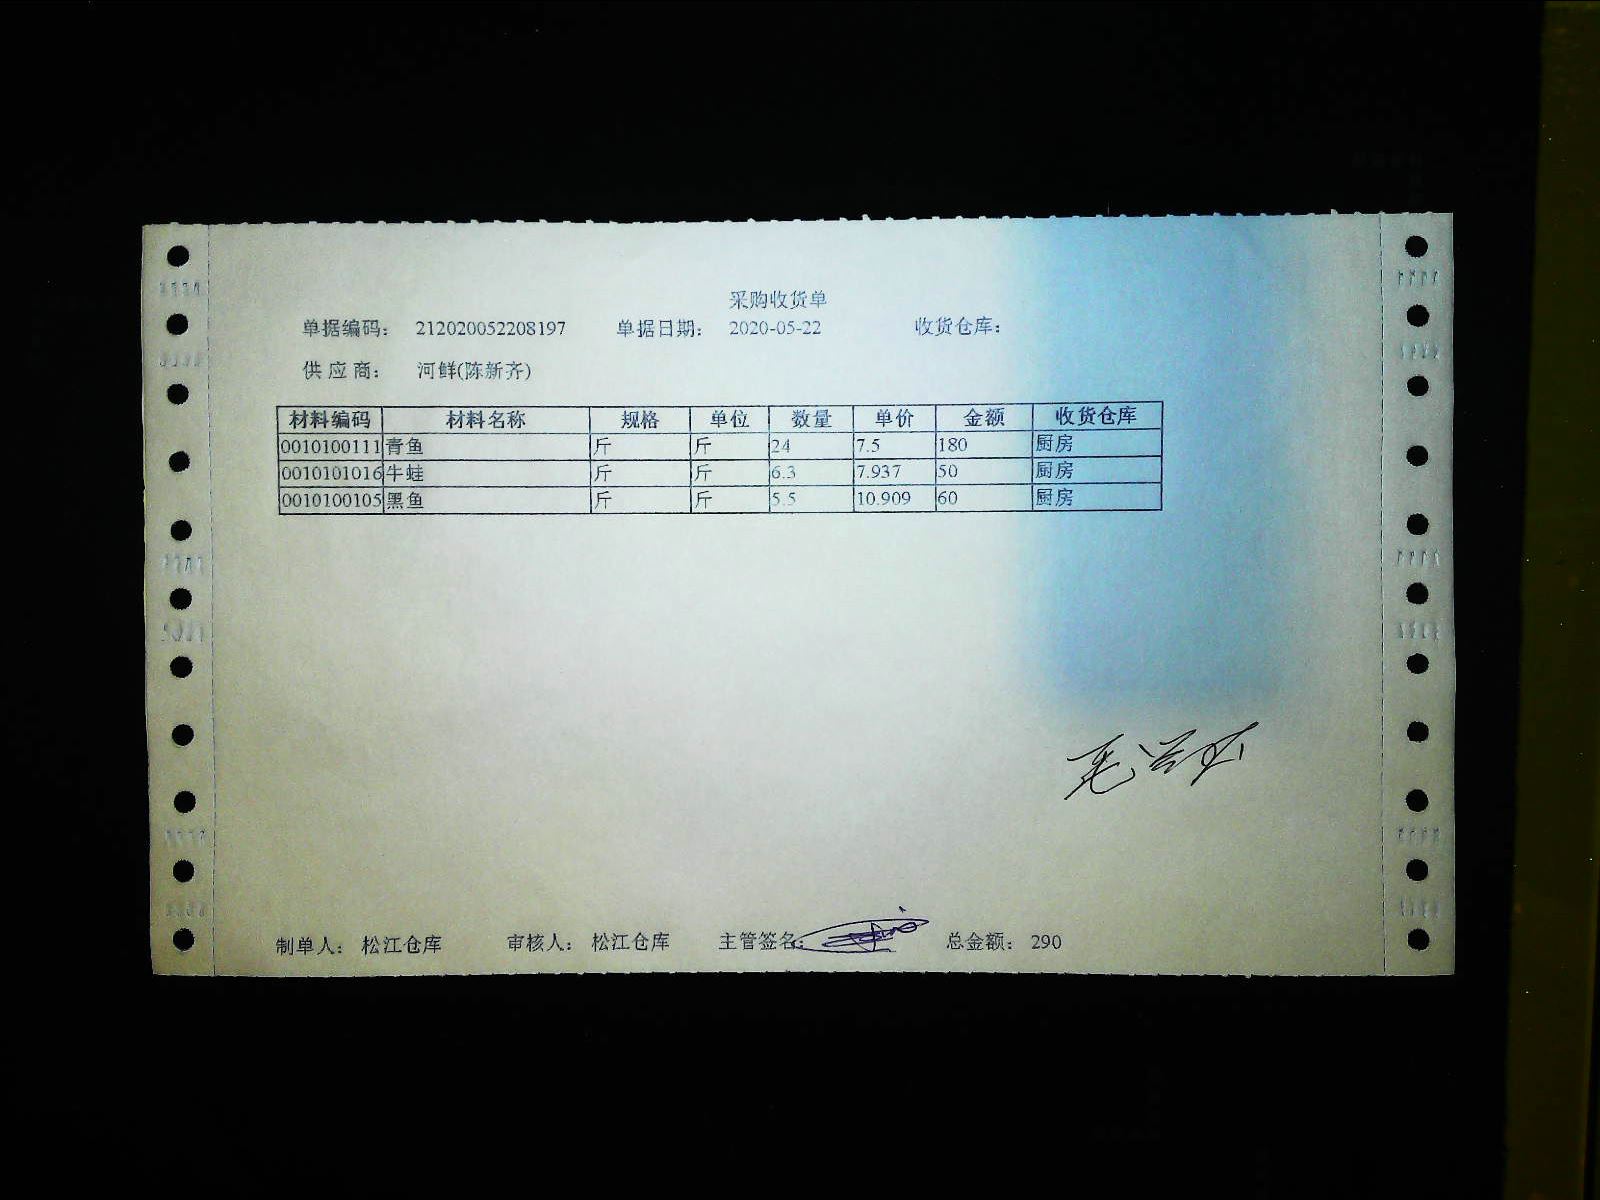 采购收货单
单据编码: 212020052208197 单据日期: 2020-05-22 收货仓库:
供应商: 河鲜(陈新齐)
材料编码 材料名称 规格 单位 数量 单价 金额 收货仓库
0010100111 青鱼 斤 斤 24 7.5 180 厨房
0010101016 牛蛙 斤 斤 6.3 7.937 50 厨房
0010100105 黑鱼 斤 斤 5.5 10.909 60 厨房
制单人: 松江仓库 审核人: 松江仓库 主管签名: 总金额: 290